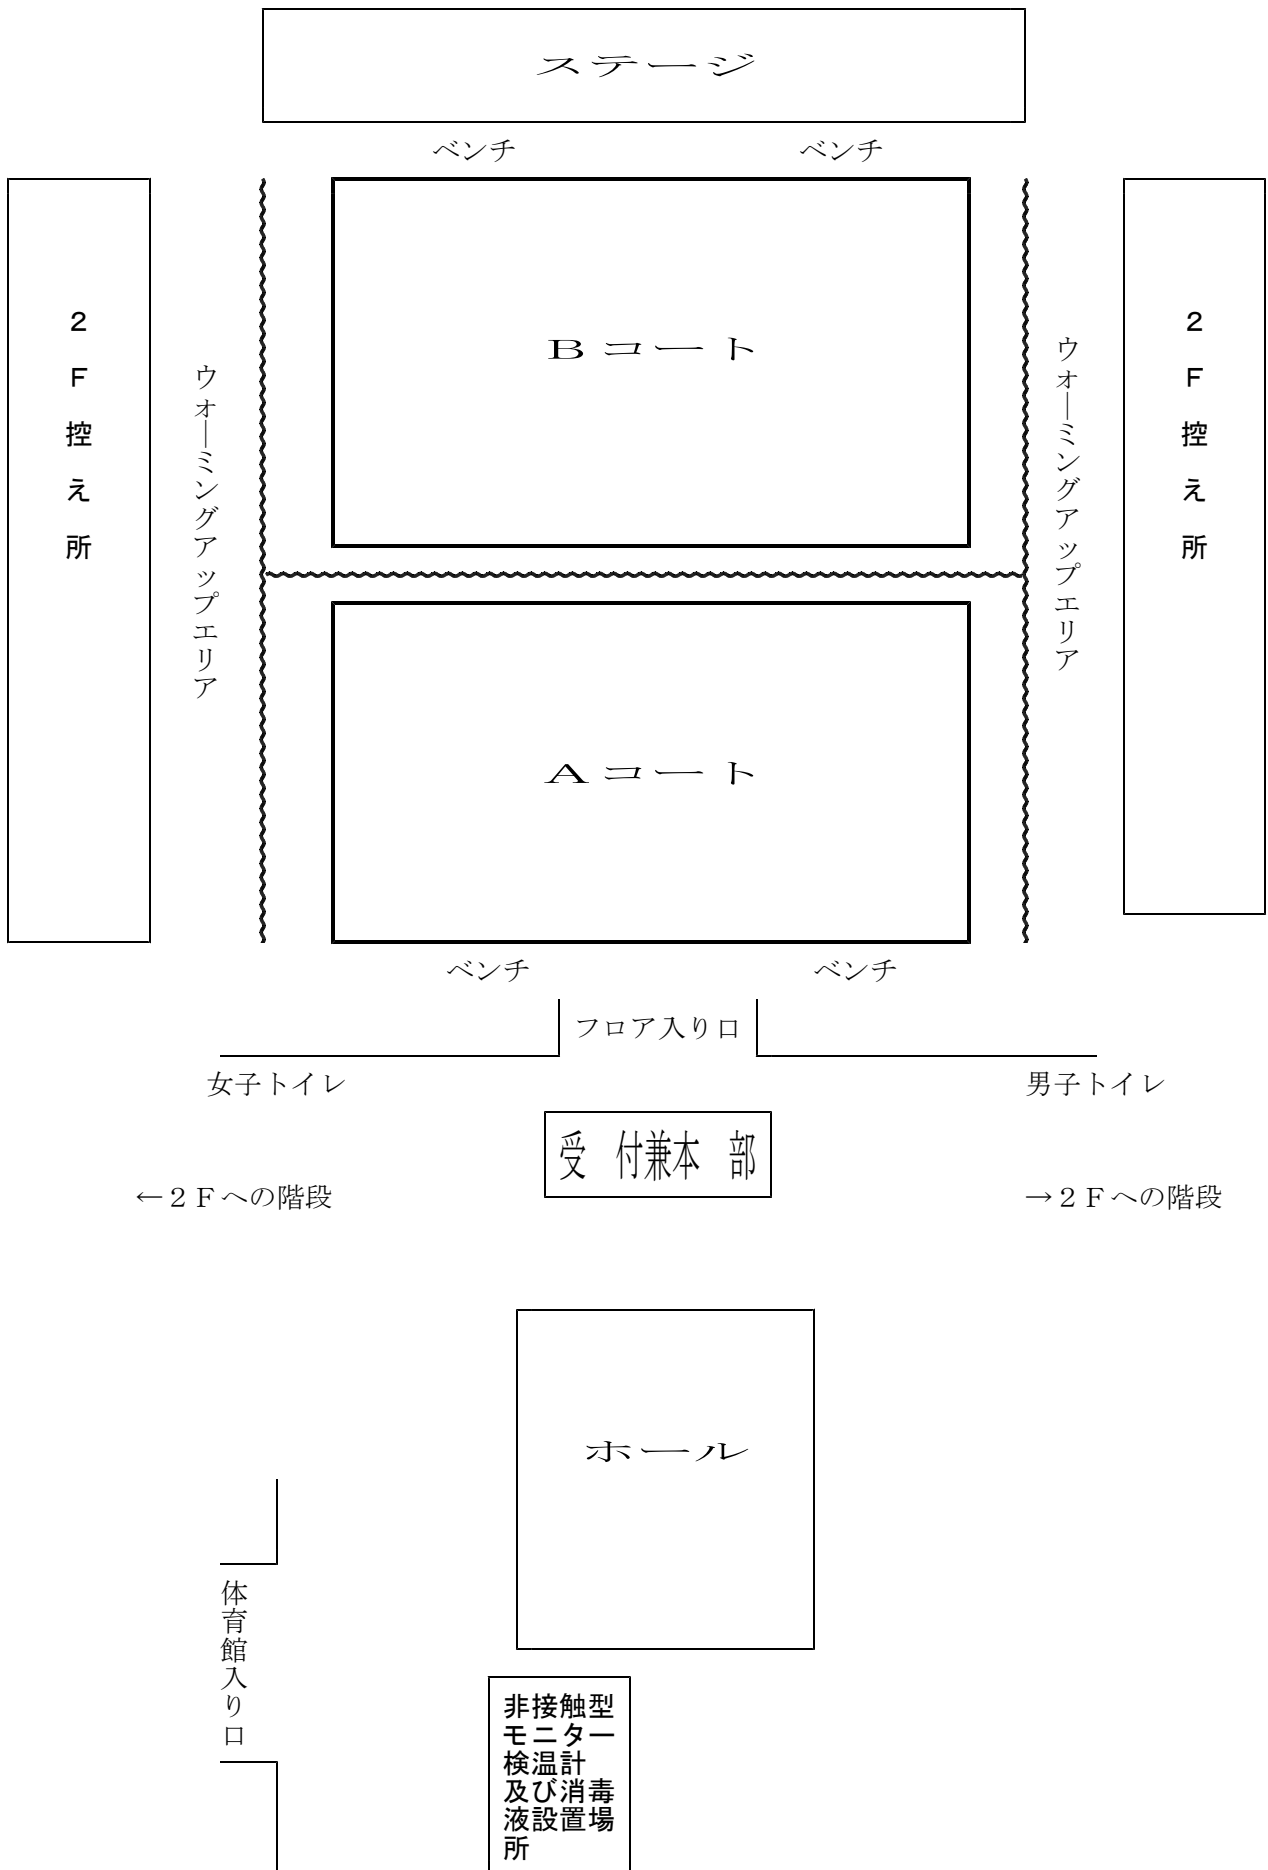 ステージ
ベンチ
ベンチ
2F控え所
ウォーミングアップエリア
Bコート
ウォーミングアップエリア
2F控え所
Aコート
ベンチ
ベンチ
フロア入り口
女子トイレ
男子トイレ
受 付兼本 部
←2Fへの階段
→2Fへの階段
ホール
体育館入り口
非接触型
モニター
検温計
及び消毒
液設置場
所